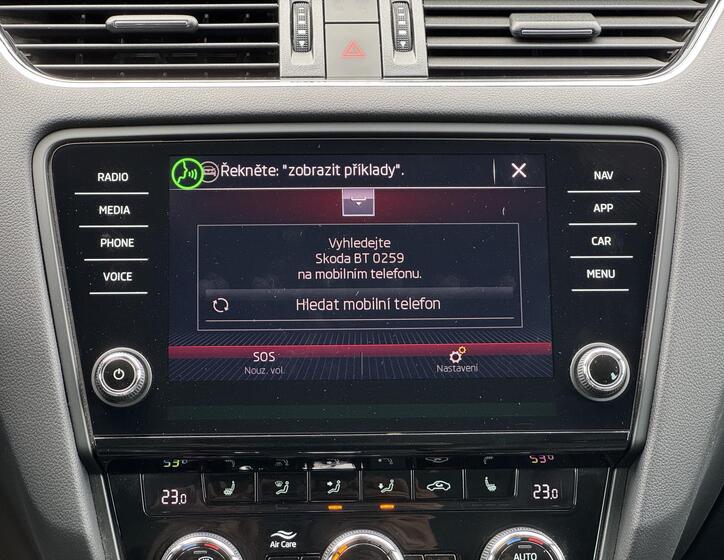 RADIO
MEDIA
PHONE
VOICE
Řekněte: "zobrazit příklady".
Vyhledejte
Skoda BT 0259
na mobilním telefonu.
Hledat mobilní telefon
SOS
Nouz. vol.
Nastavení
NAV
APP
CAR
MENU
23.0
23.0
Air Care
AUTO